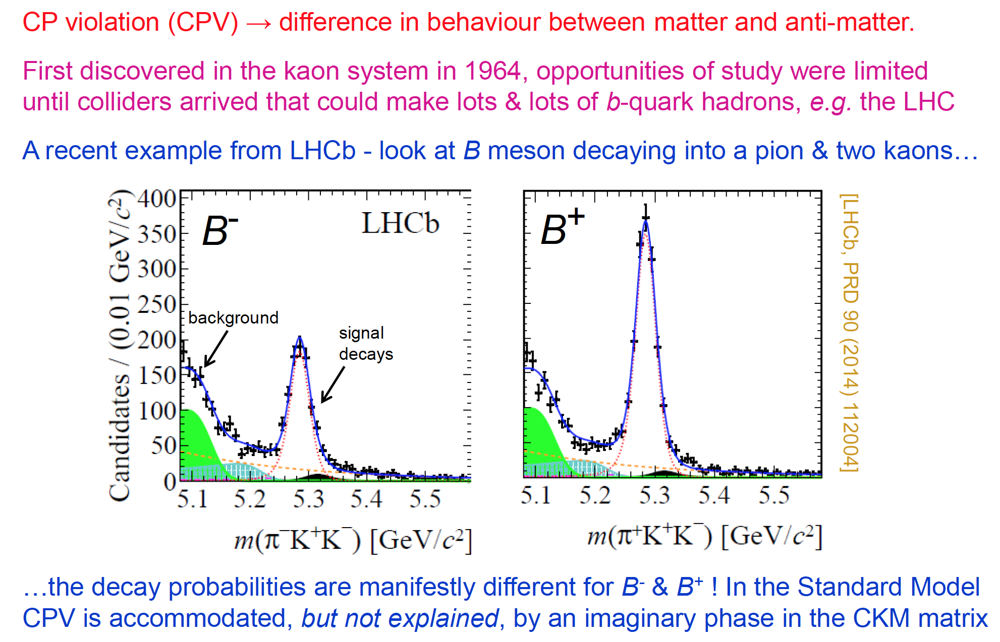 CP violation (CPV) → difference in behaviour between matter and anti-matter.
First discovered in the kaon system in 1964, opportunities of study were limited
until colliders arrived that could make lots & lots of b-quark hadrons, e.g. the LHC
A recent example from LHCb - look at B meson decaying into a pion & two kaons…
Candidates / (0.01 GeV/c²)
400
350
300
250
200
150
100
50
0
B⁻
LHCb
background
signal
decays
5.1 5.2 5.3 5.4 5.5
m(π⁻K⁺K⁻) [GeV/c²]
B⁺
5.1 5.2 5.3 5.4 5.5
m(π⁺K⁺K⁻) [GeV/c²]
[LHCb, PRD 90 (2014) 112004]
…the decay probabilities are manifestly different for B⁻ & B⁺ ! In the Standard Model
CPV is accommodated, but not explained, by an imaginary phase in the CKM matrix